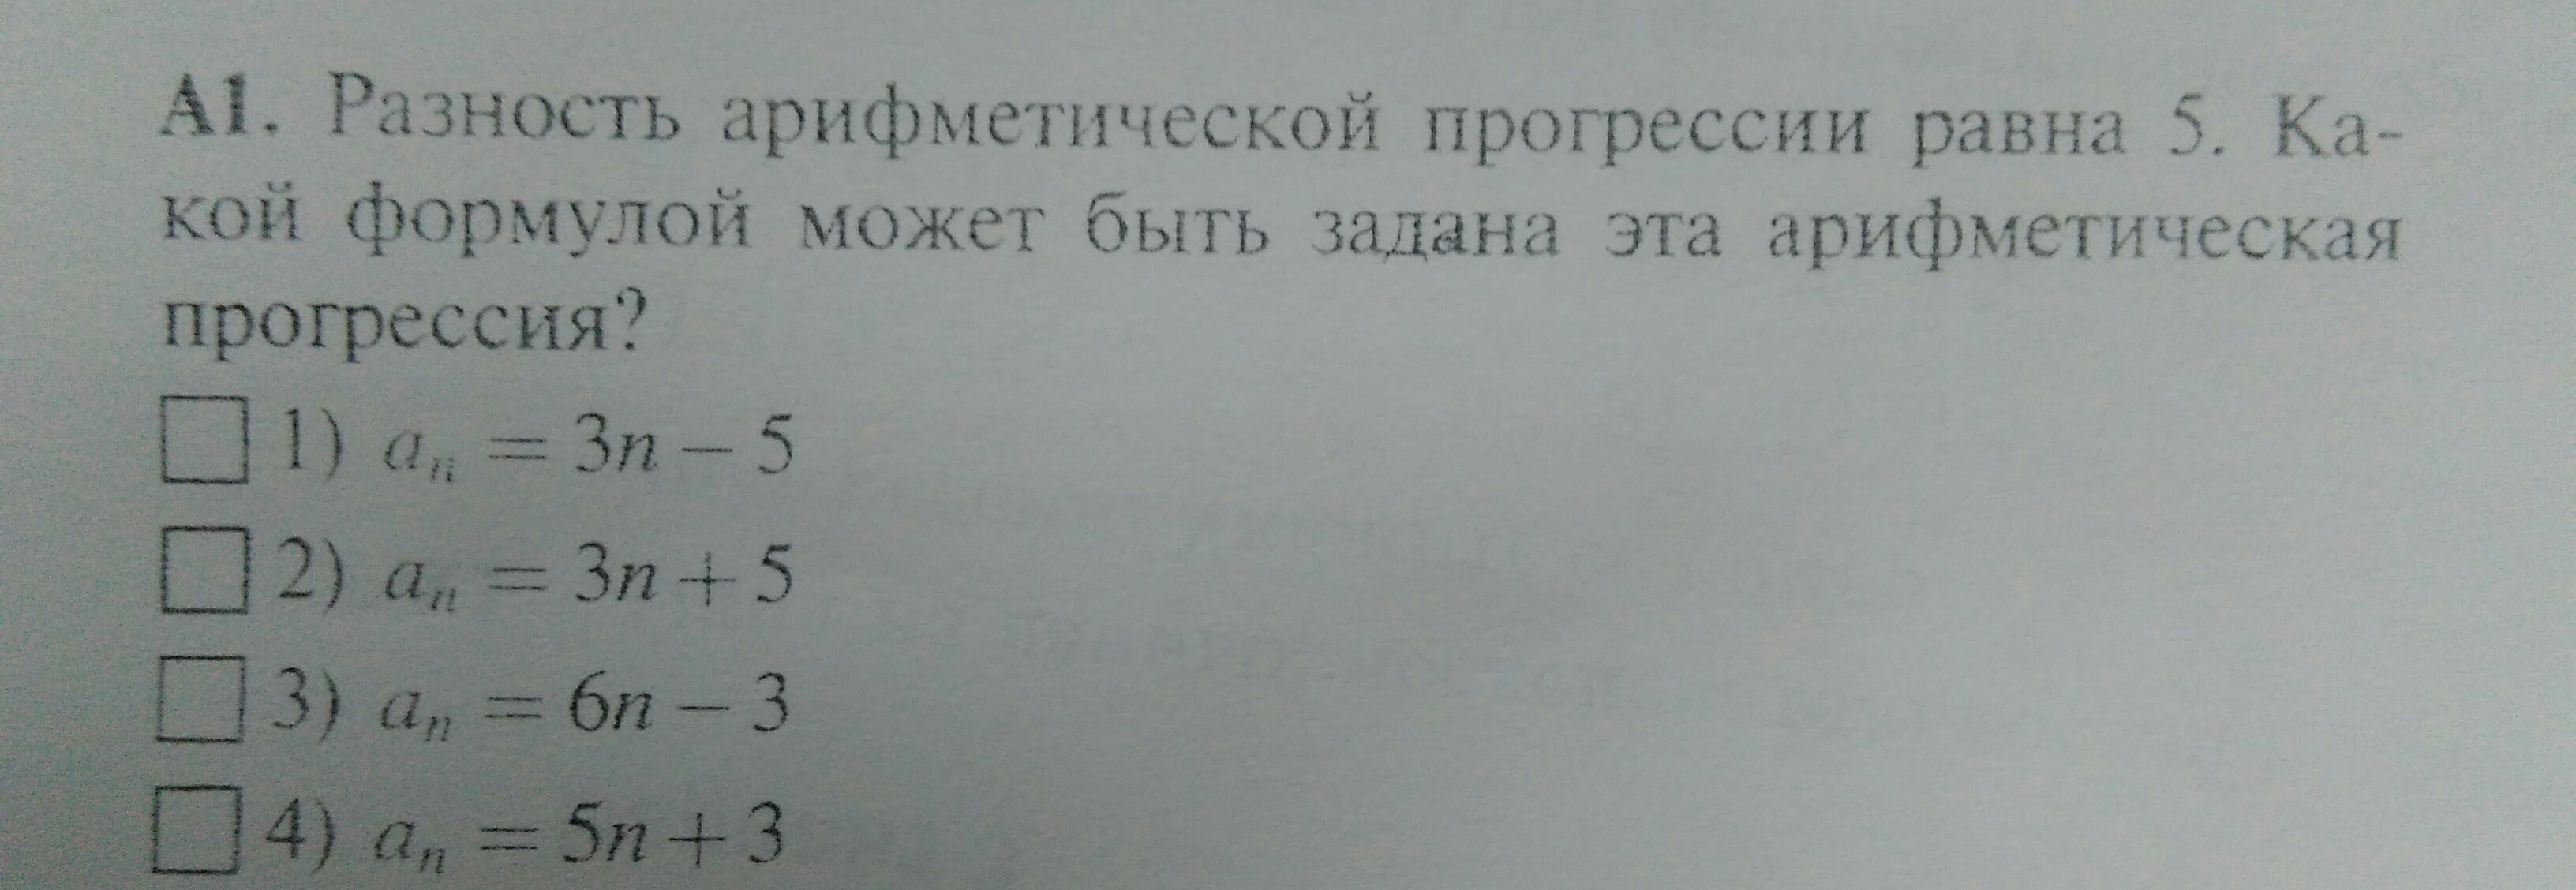 А1. Разность арифметической прогрессии равна 5. Ка-
кой формулой может быть задана эта арифметическая
прогрессия?
1) aₙ = 3n – 5
2) aₙ = 3n + 5
3) aₙ = 6n – 3
4) aₙ = 5n + 3